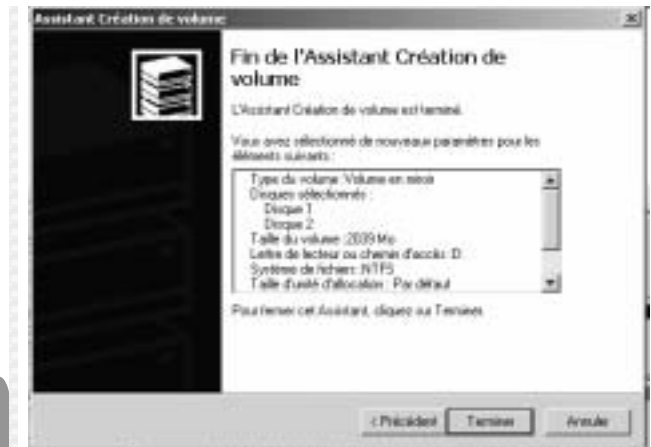 Assistant Création de volume
Fin de l'Assistant Création de
volume
L'Assistant Création de volume est terminé.
Vous avez sélectionné de nouveaux paramètres pour les
éléments suivants :
Type du volume :Volume en miroir
Disques sélectionnés :
Disque 1
Disque 2
Taille du volume :2039 Mo
Lettre de lecteur ou chemin d'accès: D:
Système de fichiers :NTFS
Taille d'unité d'allocation : Par défaut
Pour fermer cet Assistant, cliquez sur Terminer.
< Précédent Terminer Annuler